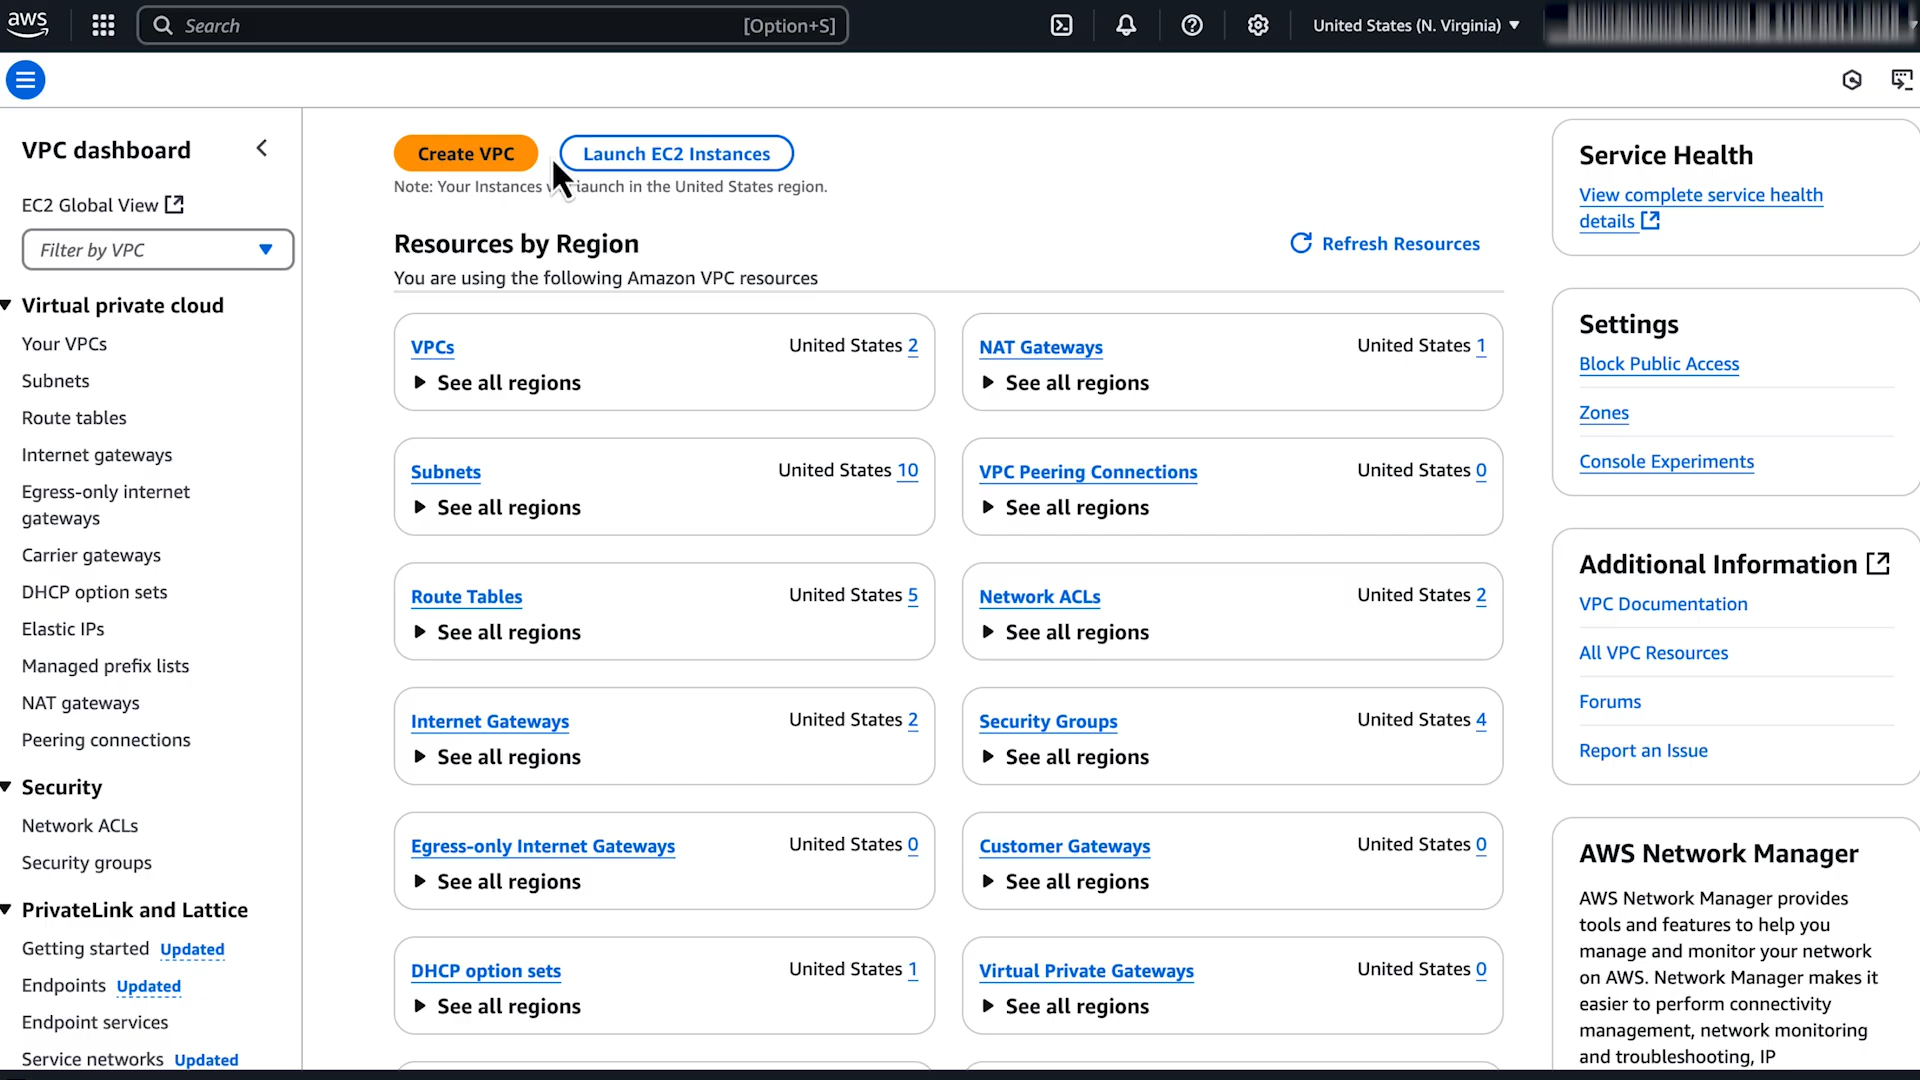 aws
Search
[Option+S]
United States (N. Virginia)
VPC dashboard
EC2 Global View
Filter by VPC
Virtual private cloud
Your VPCs
Subnets
Route tables
Internet gateways
Egress-only internet
gateways
Carrier gateways
DHCP option sets
Elastic IPs
Managed prefix lists
NAT gateways
Peering connections
Security
Network ACLs
Security groups
PrivateLink and Lattice
Getting started Updated
Endpoints Updated
Endpoint services
Service networks Updated
Create VPC
Launch EC2 Instances
Note: Your Instances launch in the United States region.
Resources by Region
Refresh Resources
You are using the following Amazon VPC resources
VPCs
United States 2
See all regions
NAT Gateways
United States 1
See all regions
Subnets
United States 10
See all regions
VPC Peering Connections
United States 0
See all regions
Route Tables
United States 5
See all regions
Network ACLs
United States 2
See all regions
Internet Gateways
United States 2
See all regions
Security Groups
United States 4
See all regions
Egress-only Internet Gateways
United States 0
See all regions
Customer Gateways
United States 0
See all regions
DHCP option sets
United States 1
See all regions
Virtual Private Gateways
United States 0
See all regions
Service Health
View complete service health
details
Settings
Block Public Access
Zones
Console Experiments
Additional Information
VPC Documentation
All VPC Resources
Forums
Report an Issue
AWS Network Manager
AWS Network Manager provides
tools and features to help you
manage and monitor your network
on AWS. Network Manager makes it
easier to perform connectivity
management, network monitoring
and troubleshooting, IP